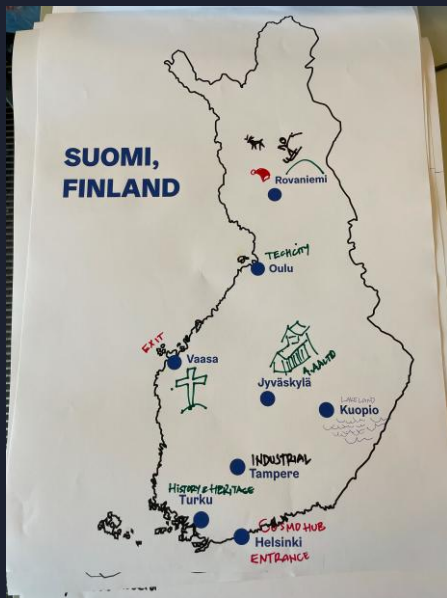 SUOMI,
FINLAND
Rovaniemi
TECHCITY
Oulu
EXIT
Vaasa
A.AALTO
Jyväskylä
LAKELAND
Kuopio
INDUSTRIAL
Tampere
HISTORY & HERITAGE
Turku
COSMO HUB
Helsinki
ENTRANCE